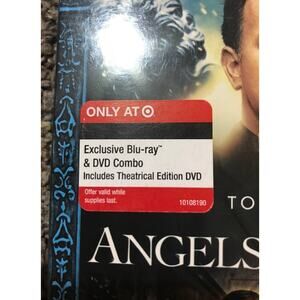 ONLY AT
Exclusive Blu-ray™
& DVD Combo
Includes Theatrical Edition DVD
Offer valid while
supplies last.
10108190
TO
ANGELS